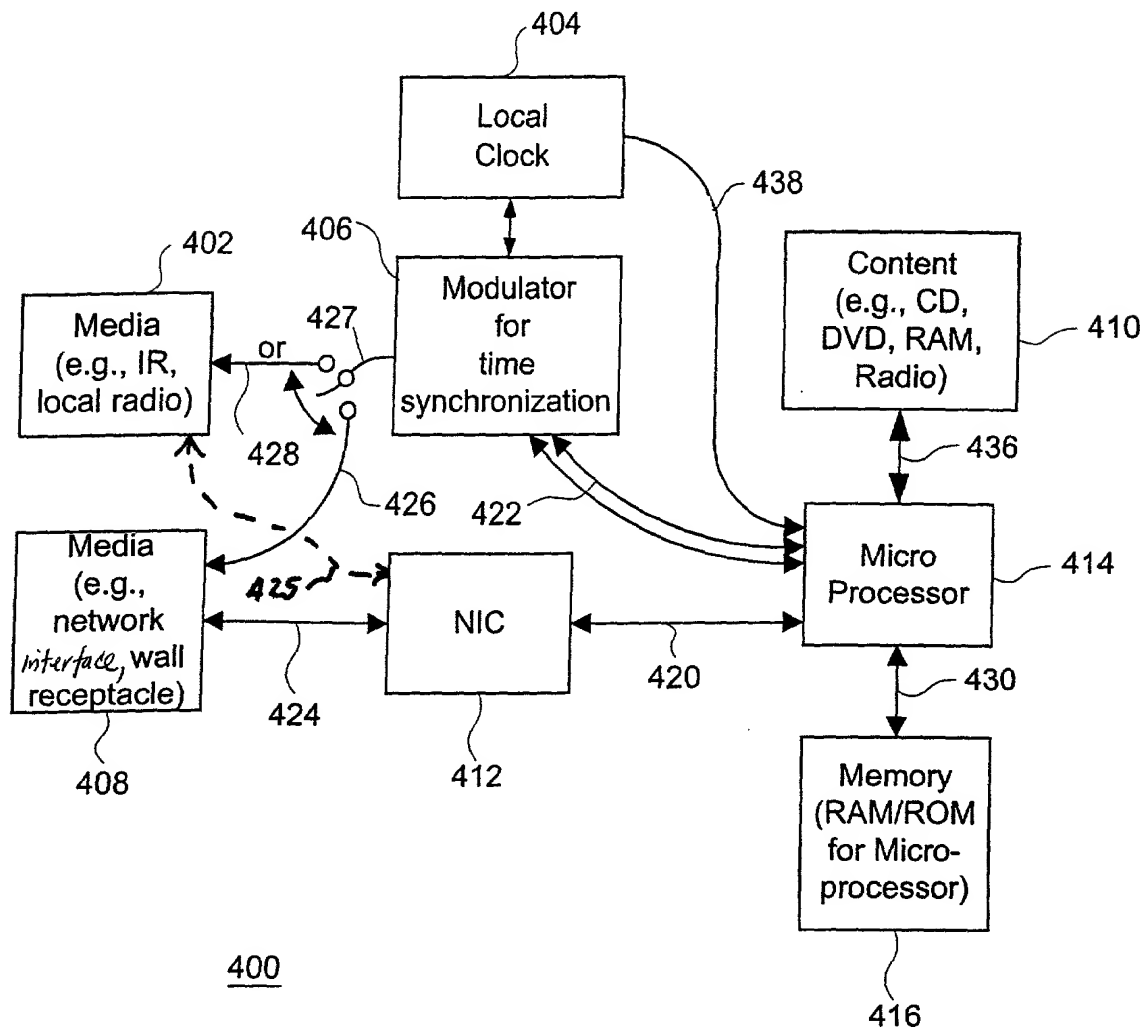 404
Local
Clock
438
406
402
Modulator
for
time
synchronization
Content
(e.g., CD,
DVD, RAM,
Radio)
410
Media
(e.g., IR,
local radio)
or
427
428
426
422
436
Media
(e.g.,
network
interface, wall
receptacle)
425
NIC
Micro
Processor
414
424
420
430
408
412
Memory
(RAM/ROM
for Micro-
processor)
400
416